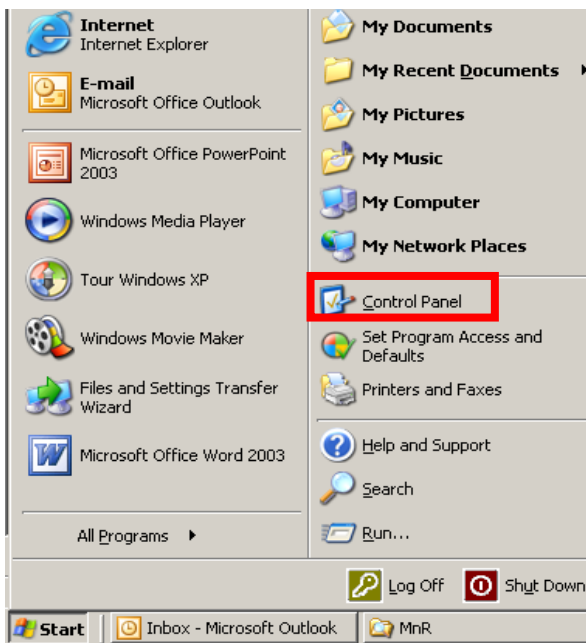 Internet
Internet Explorer
E-mail
Microsoft Office Outlook
Microsoft Office PowerPoint
2003
Windows Media Player
Tour Windows XP
Windows Movie Maker
Files and Settings Transfer
Wizard
Microsoft Office Word 2003
All Programs
My Documents
My Recent Documents
My Pictures
My Music
My Computer
My Network Places
Control Panel
Set Program Access and
Defaults
Printers and Faxes
Help and Support
Search
Run...
Log Off
Shut Down
Start
Inbox - Microsoft Outlook
MnR